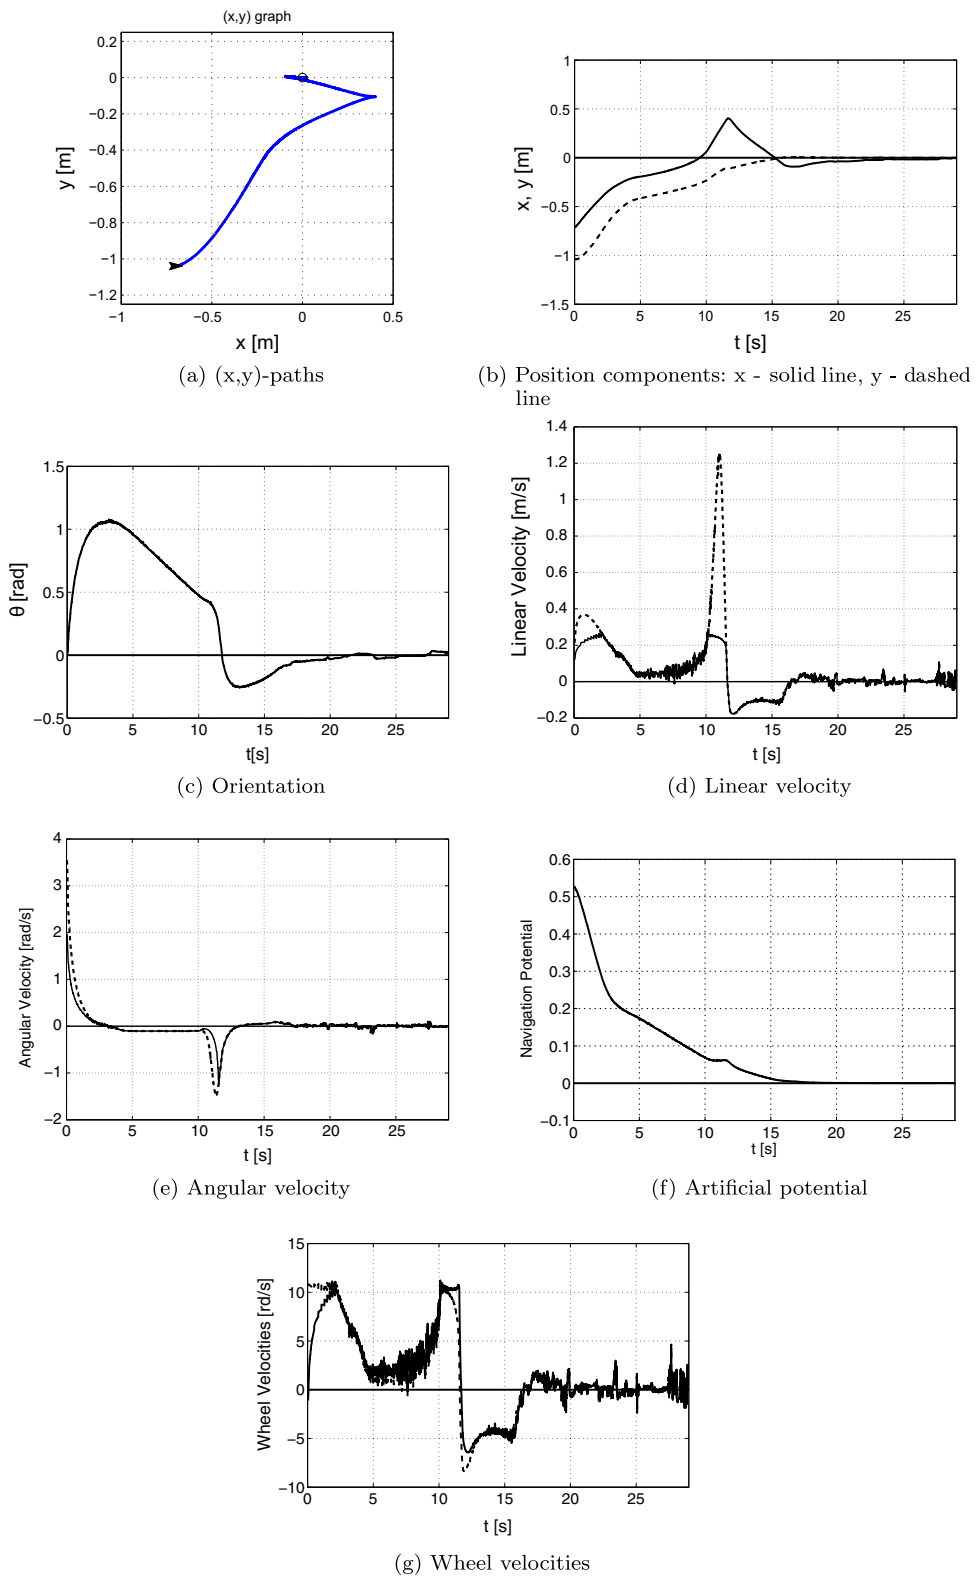 (x,y) graph
0.2
0
−0.2
−0.4
−0.6
−0.8
−1
−1.2
y [m]
−1 −0.5 0 0.5
x [m]
(a) (x,y)-paths
1
0.5
0
−0.5
−1
−1.5
x, y [m]
0 5 10 15 20 25
t [s]
(b) Position components: x - solid line, y - dashed
line
1.5
1
0.5
0
−0.5
θ [rad]
0 5 10 15 20 25
t[s]
(c) Orientation
1.4
1.2
1
0.8
0.6
0.4
0.2
0
−0.2
Linear Velocity [m/s]
0 5 10 15 20 25
t [s]
(d) Linear velocity
4
3
2
1
0
−1
−2
Angular Velocity [rad/s]
0 5 10 15 20 25
t [s]
(e) Angular velocity
0.6
0.5
0.4
0.3
0.2
0.1
0
−0.1
Navigation Potential
0 5 10 15 20 25
t [s]
(f) Artificial potential
15
10
5
0
−5
−10
Wheel Velocities [rd/s]
0 5 10 15 20 25
t [s]
(g) Wheel velocities